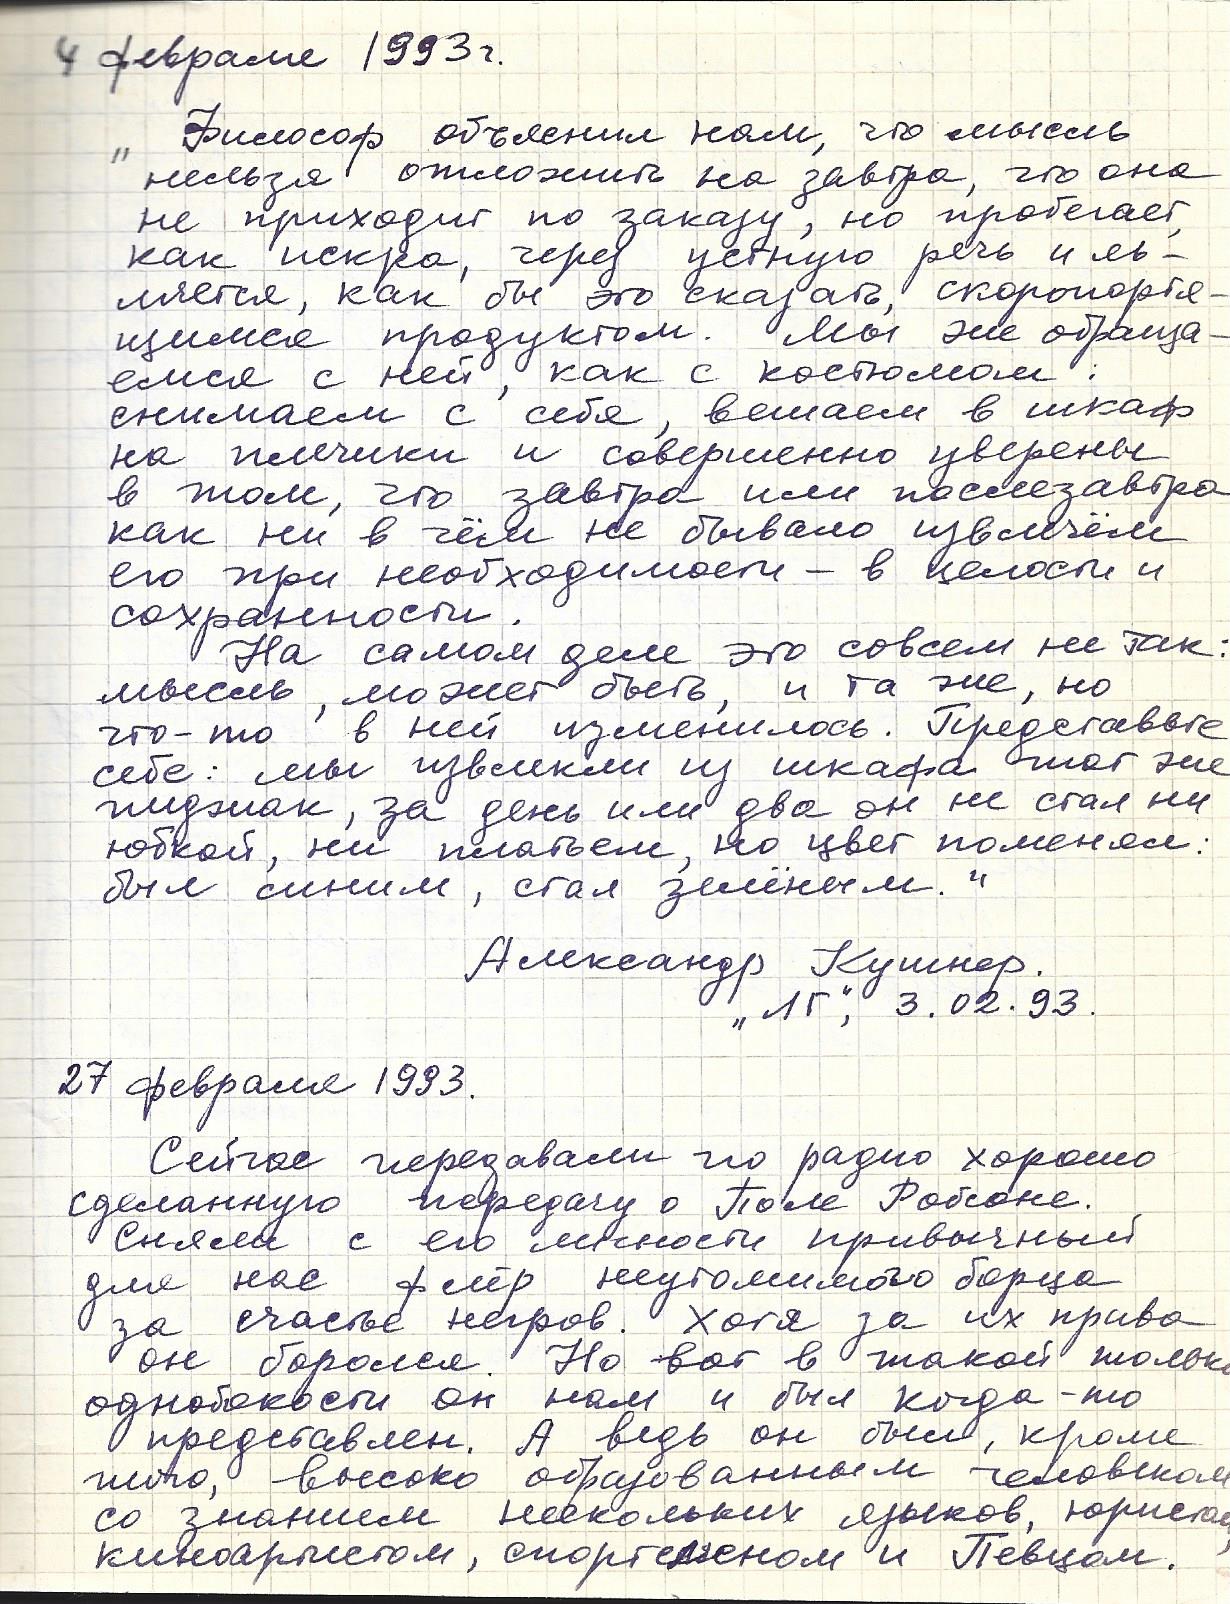 4 февраля 1993г.
„Философ объяснил нам, что мысль
нельзя отложить на завтра, что она
не приходит по заказу, но пробегает,
как искра, через устную речь и яв-
ляется, как бы это сказать, скоропортя-
щимся продуктом. Мы же обраща-
емся с ней, как с костюмом:
снимаем с себя, вешаем в шкаф
на плечики и совершенно уверены
в том, что завтра или послезавтра
как ни в чём не бывало извлечём
его при необходимости – в целости и
сохранности.
На самом деле это совсем не так:
мысль, может быть, и та же, но
что-то в ней изменилось. Представьте
себе: мы извлекли из шкафа тот же
пиджак, за день или два он не стал ни
юбкой, ни платьем, но цвет поменял:
был синим, стал зелёным."
Александр Кушнер.
„ЛГ", 3.02.93.
27 февраля 1993.
Сейчас передавали по радио хорошо
сделанную передачу о Поле Робсоне.
Сняли с его личности привычный
для нас флёр неутомимого борца
за счастье негров. Хотя за их права
он боролся. Но вот в такой только
однобокости он нам и был когда-то
представлен. А ведь он был, кроме
того, высоко образованным человеком
со знанием нескольких языков, юристом,
киноартистом, спортсменом и Певцом.